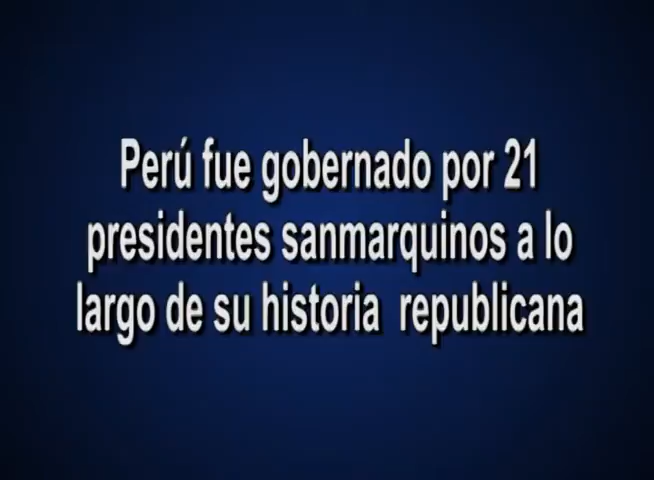 Perú fue gobernado por 21
presidentes sanmarquinos a lo
largo de su historia republicana